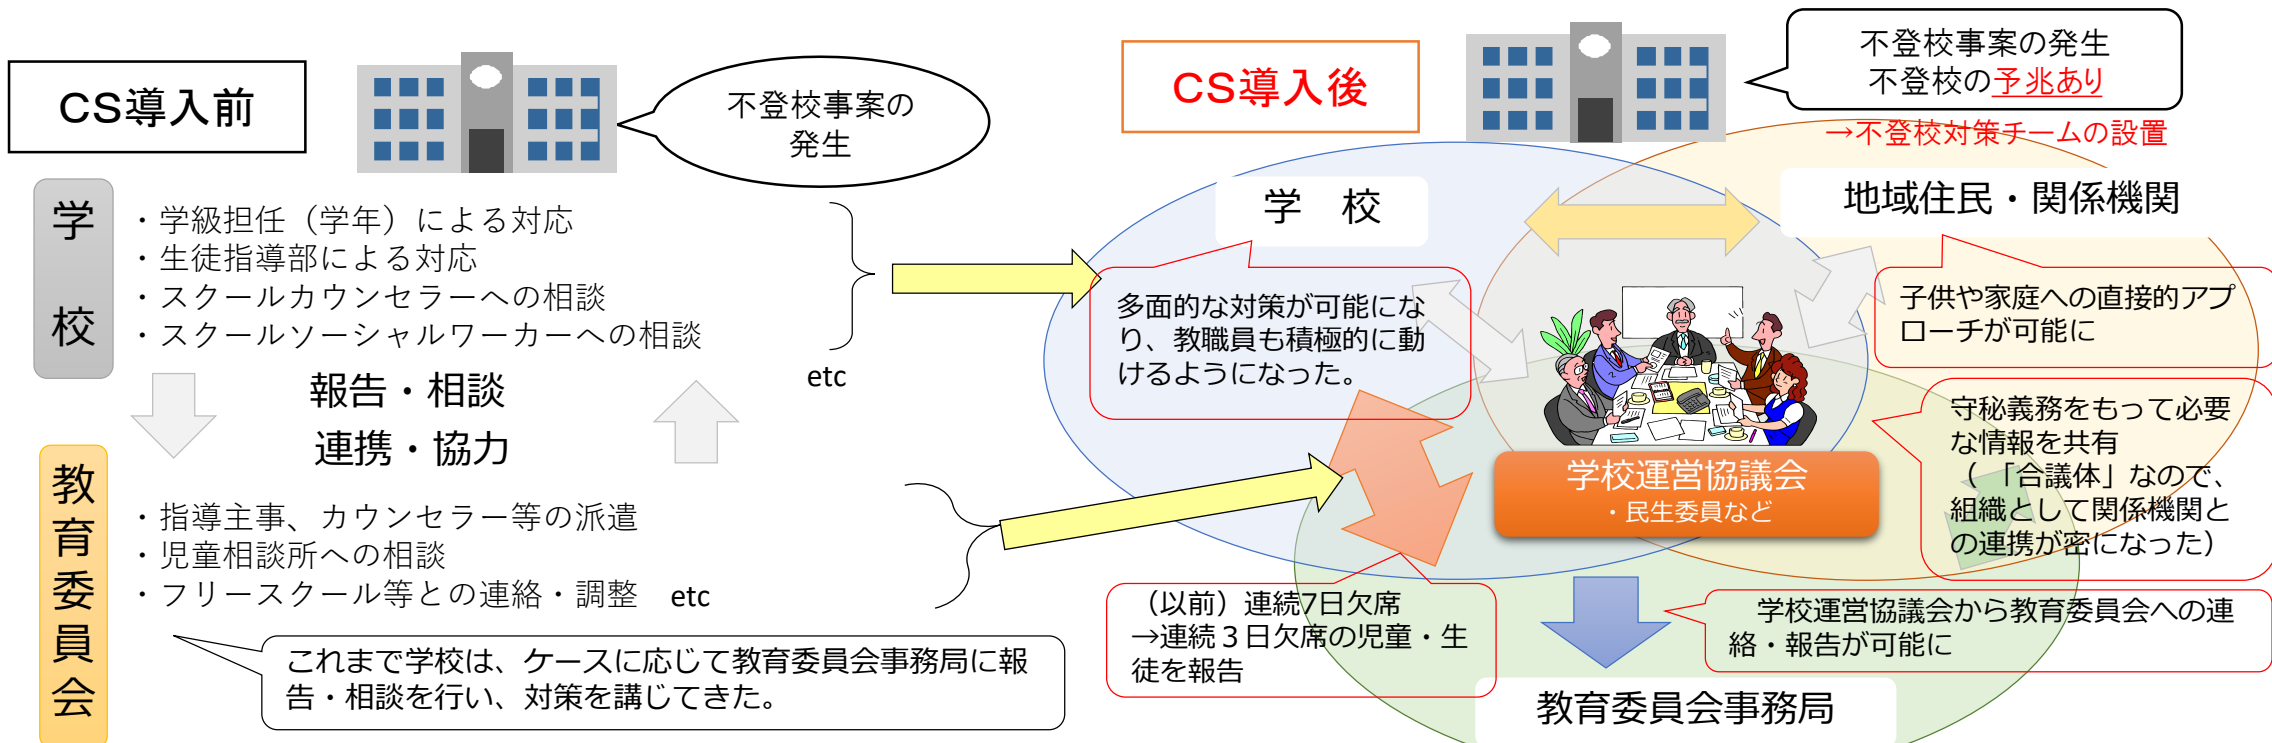 CS導入前
不登校事案の
発生
学
校
・学級担任（学年）による対応
・生徒指導部による対応
・スクールカウンセラーへの相談
・スクールソーシャルワーカーへの相談
etc
報告・相談
連携・協力
教
育
委
員
会
・指導主事、カウンセラー等の派遣
・児童相談所への相談
・フリースクール等との連絡・調整　etc
これまで学校は、ケースに応じて教育委員会事務局に報
告・相談を行い、対策を講じてきた。
CS導入後
不登校事案の発生
不登校の予兆あり
→不登校対策チームの設置
学　校
地域住民・関係機関
多面的な対策が可能にな
り、教職員も積極的に動
けるようになった。
子供や家庭への直接的アプ
ローチが可能に
守秘義務をもって必要
な情報を共有
（「合議体」なので、
組織として関係機関と
の連携が密になった）
学校運営協議会
・民生委員など
（以前）連続7日欠席
→連続３日欠席の児童・生
徒を報告
学校運営協議会から教育委員会への連
絡・報告が可能に
教育委員会事務局